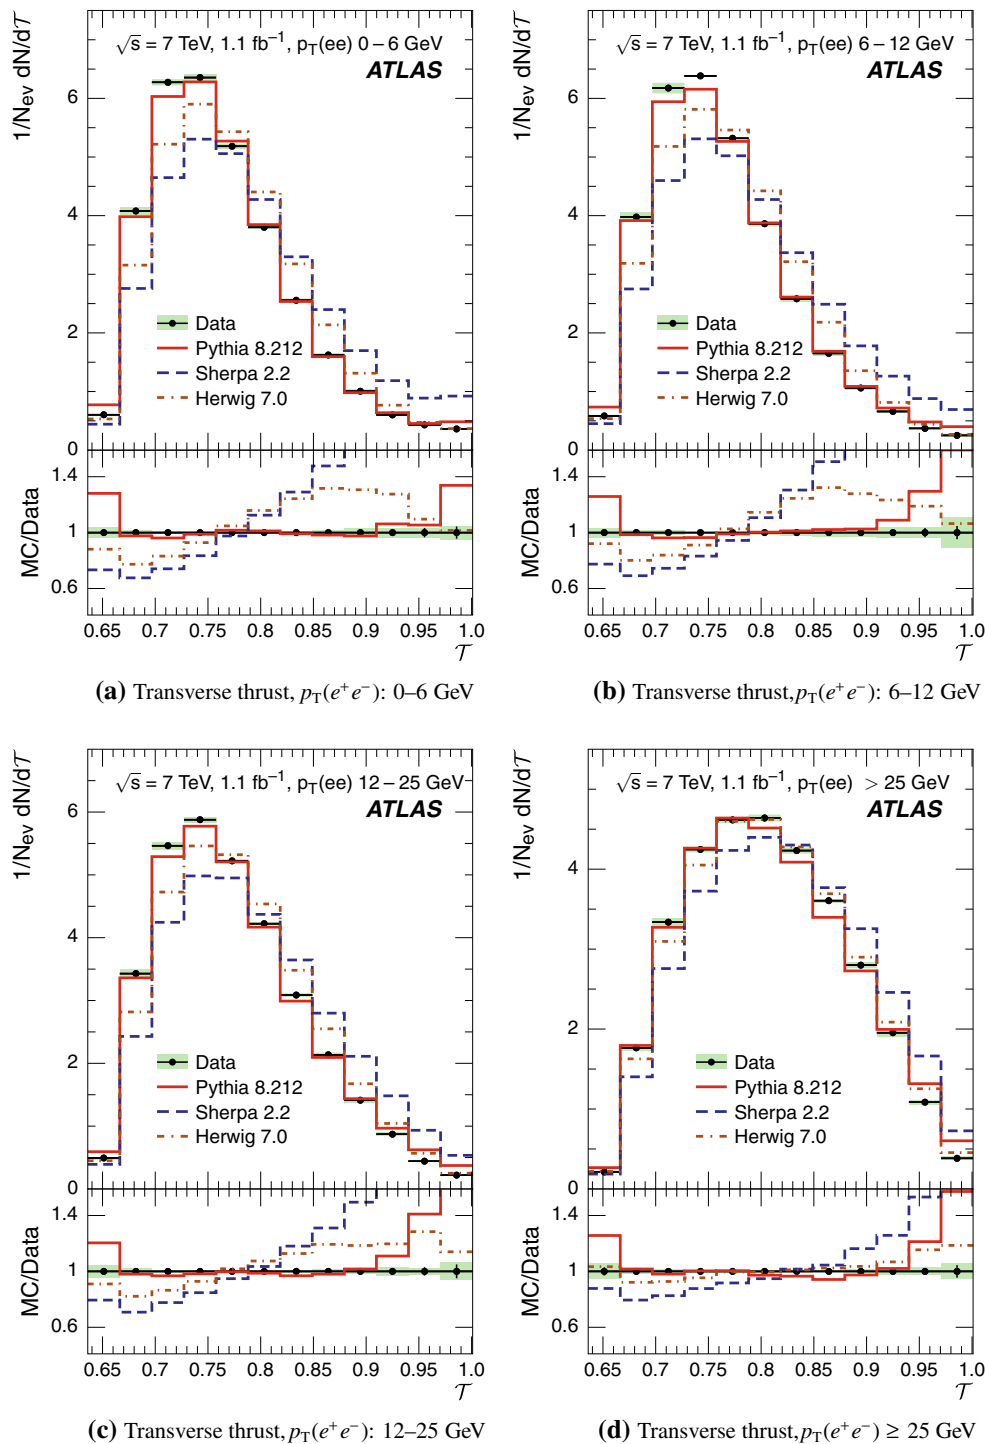 √s = 7 TeV, 1.1 fb⁻¹, p_T(ee) 0 – 6 GeV
ATLAS
1/N_ev dN/dT
6
4
2
0
Data
Pythia 8.212
Sherpa 2.2
Herwig 7.0
MC/Data
1.4
1
0.6
0.65 0.7 0.75 0.8 0.85 0.9 0.95 1.0
T
(a) Transverse thrust, p_T(e⁺e⁻): 0–6 GeV
√s = 7 TeV, 1.1 fb⁻¹, p_T(ee) 6 – 12 GeV
ATLAS
1/N_ev dN/dT
6
4
2
0
Data
Pythia 8.212
Sherpa 2.2
Herwig 7.0
MC/Data
1.4
1
0.6
0.65 0.7 0.75 0.8 0.85 0.9 0.95 1.0
T
(b) Transverse thrust,p_T(e⁺e⁻): 6–12 GeV
√s = 7 TeV, 1.1 fb⁻¹, p_T(ee) 12 – 25 GeV
ATLAS
1/N_ev dN/dT
6
4
2
0
Data
Pythia 8.212
Sherpa 2.2
Herwig 7.0
MC/Data
1.4
1
0.6
0.65 0.7 0.75 0.8 0.85 0.9 0.95 1.0
T
(c) Transverse thrust, p_T(e⁺e⁻): 12–25 GeV
√s = 7 TeV, 1.1 fb⁻¹, p_T(ee) > 25 GeV
ATLAS
1/N_ev dN/dT
4
2
0
Data
Pythia 8.212
Sherpa 2.2
Herwig 7.0
MC/Data
1.4
1
0.6
0.65 0.7 0.75 0.8 0.85 0.9 0.95 1.0
T
(d) Transverse thrust,p_T(e⁺e⁻) ≥ 25 GeV